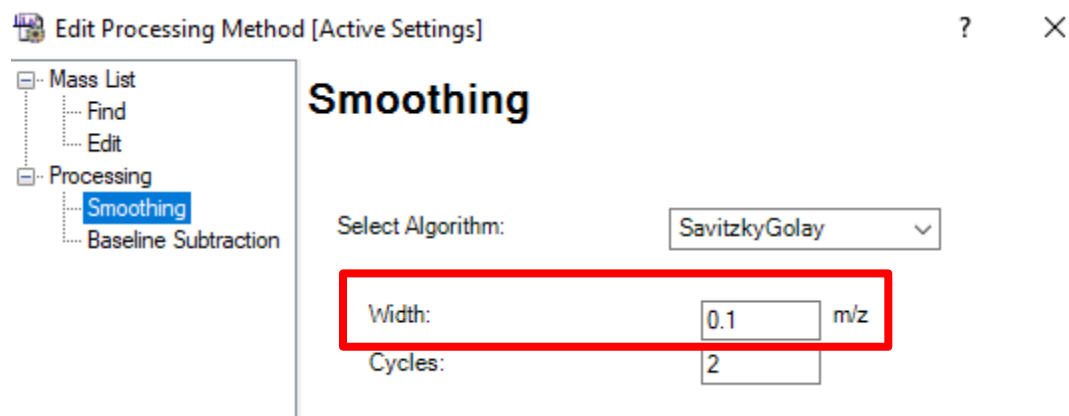 Edit Processing Method [Active Settings] ?
Mass List
Find
Edit
Processing
Smoothing
Baseline Subtraction
Smoothing
Select Algorithm: SavitzkyGolay
Width: 0.1 m/z
Cycles: 2